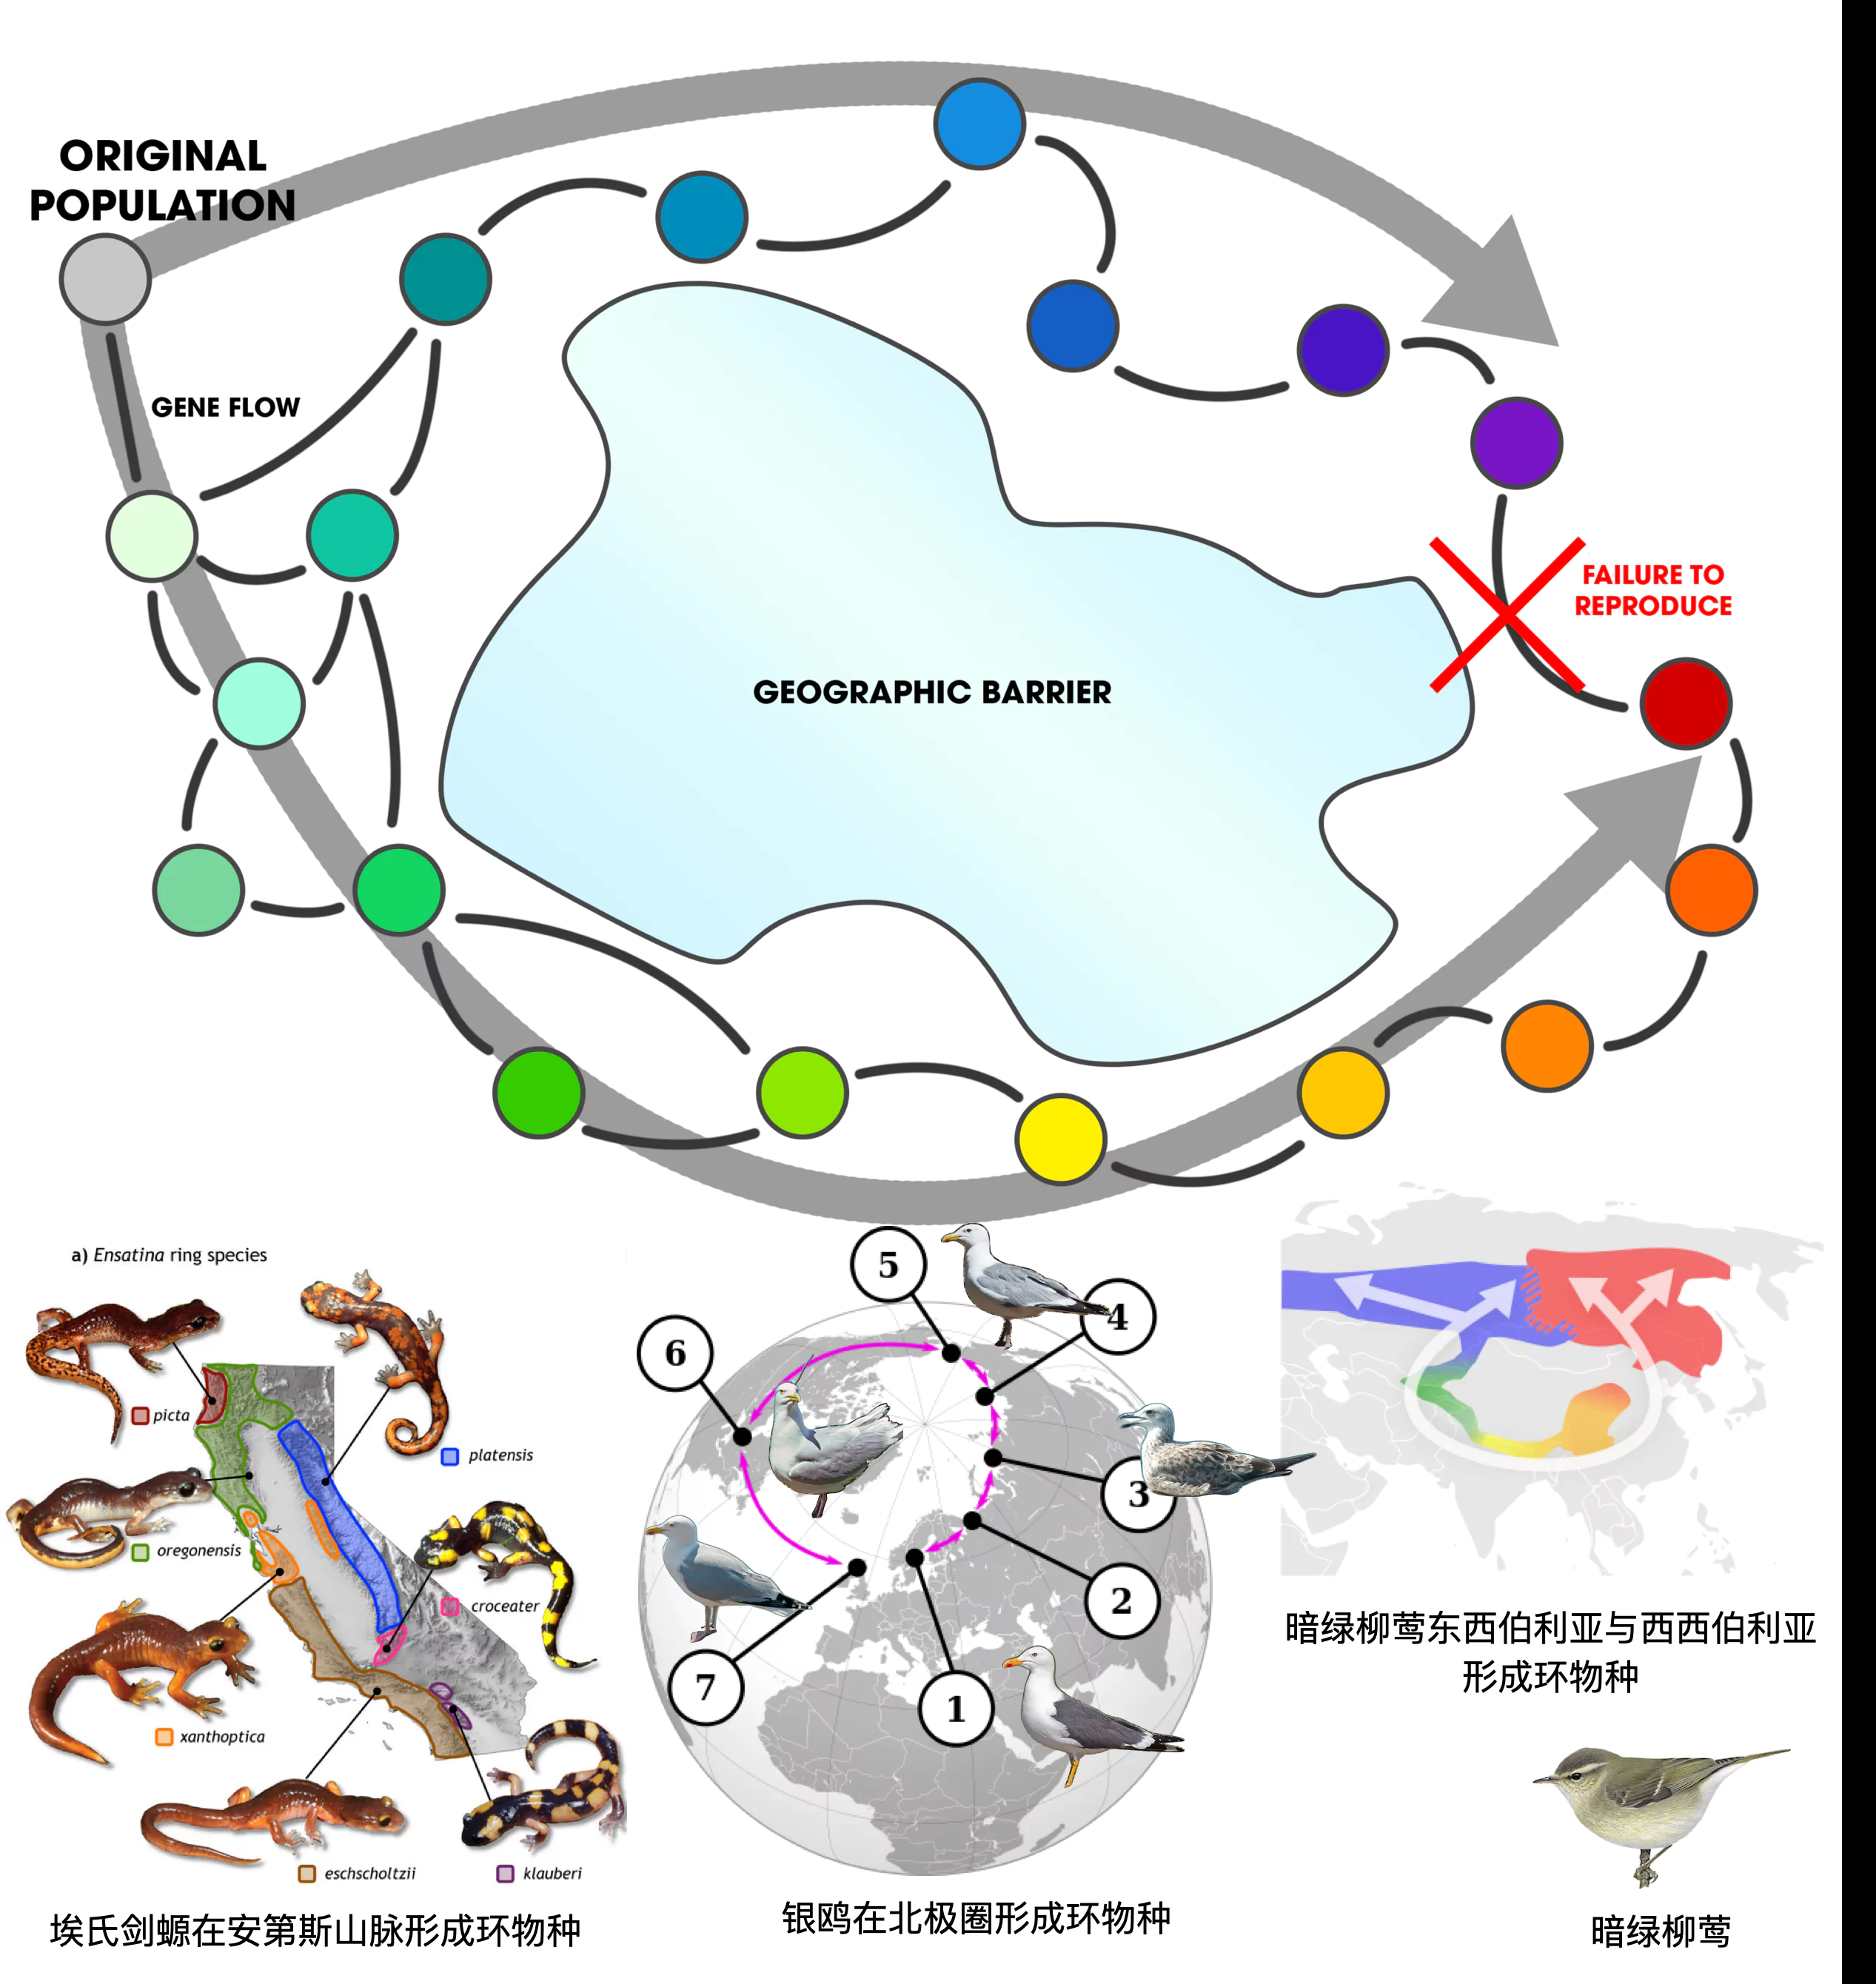 ORIGINAL
POPULATION
GENE FLOW
FAILURE TO
REPRODUCE
GEOGRAPHIC BARRIER
a) Ensatina ring species
picta
platensis
oregonensis
croceater
xanthoptica
eschscholtzii
klauberi
埃氏剑螈在安第斯山脉形成环物种
5
4
6
3
2
7
1
银鸥在北极圈形成环物种
暗绿柳莺东西伯利亚与西西伯利亚
形成环物种
暗绿柳莺